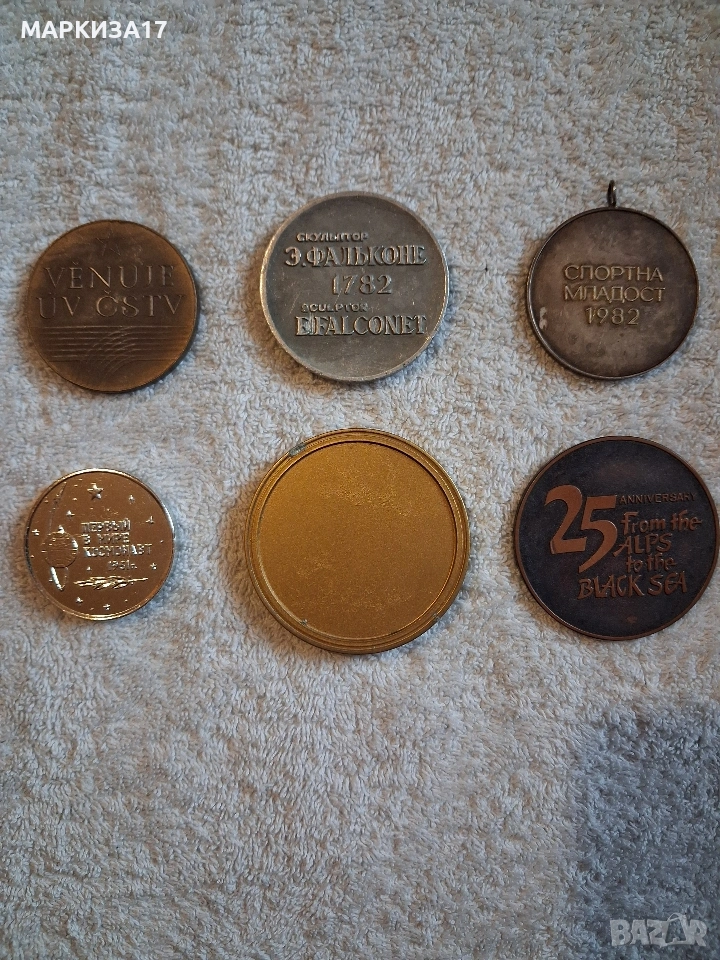 МАРКИЗА17
VĚNUJE
ÚV ČSTV
СКУЛЬПТОР
Э.ФАЛЬКОНЕ
1782
SCULPTOR
E.FALCONET
СПОРТНА
МЛАДОСТ
1982
ПЕРВЫЙ
В МИРЕ
КОСМОНАВТ
1961г.
25 ANNIVERSARY
From the
ALPS
to the
BLACK SEA
BAZAR